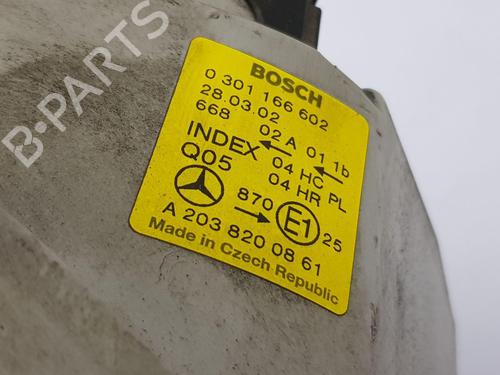 B-PARTS
BOSCH
0 301 166 602
28.03.02
668 02 A 01 1b
INDEX 04 HC
Q05 04 HR PL
870 E1 25
A 203 820 08 61
Made in Czech Republic